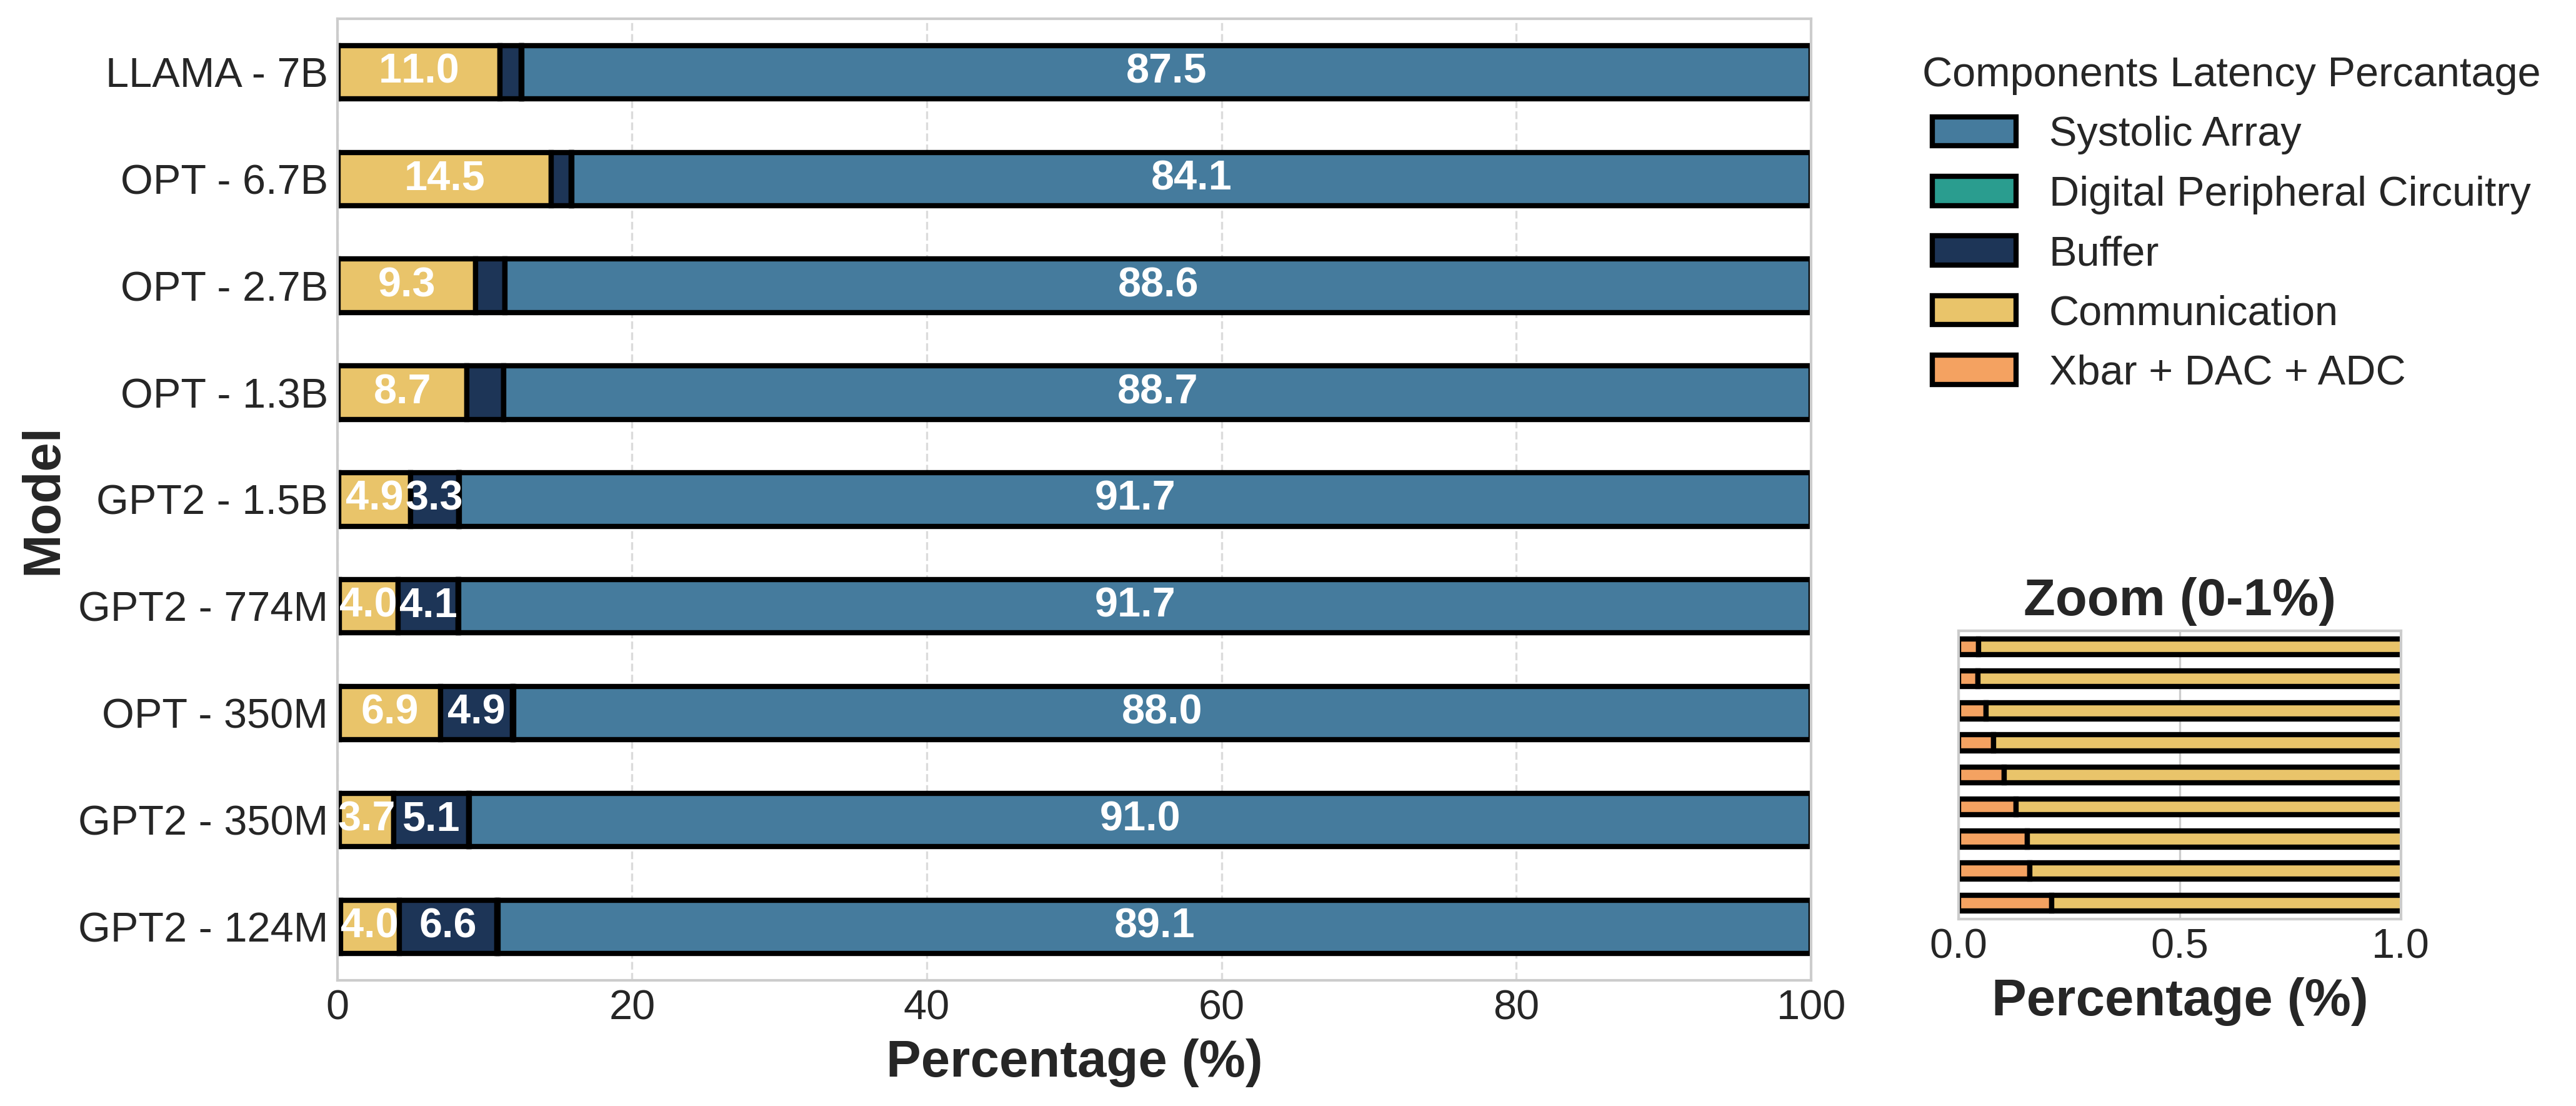 LLAMA - 7B 11.0 87.5
OPT - 6.7B 14.5 84.1
OPT - 2.7B 9.3 88.6
OPT - 1.3B 8.7 88.7
GPT2 - 1.5B 4.9 3.3 91.7
GPT2 - 774M 4.0 4.1 91.7
OPT - 350M 6.9 4.9 88.0
GPT2 - 350M 3.7 5.1 91.0
GPT2 - 124M 4.0 6.6 89.1
Model
0 20 40 60 80 100
Percentage (%)
Components Latency Percantage
Systolic Array
Digital Peripheral Circuitry
Buffer
Communication
Xbar + DAC + ADC
Zoom (0-1%)
0.0 0.5 1.0
Percentage (%)